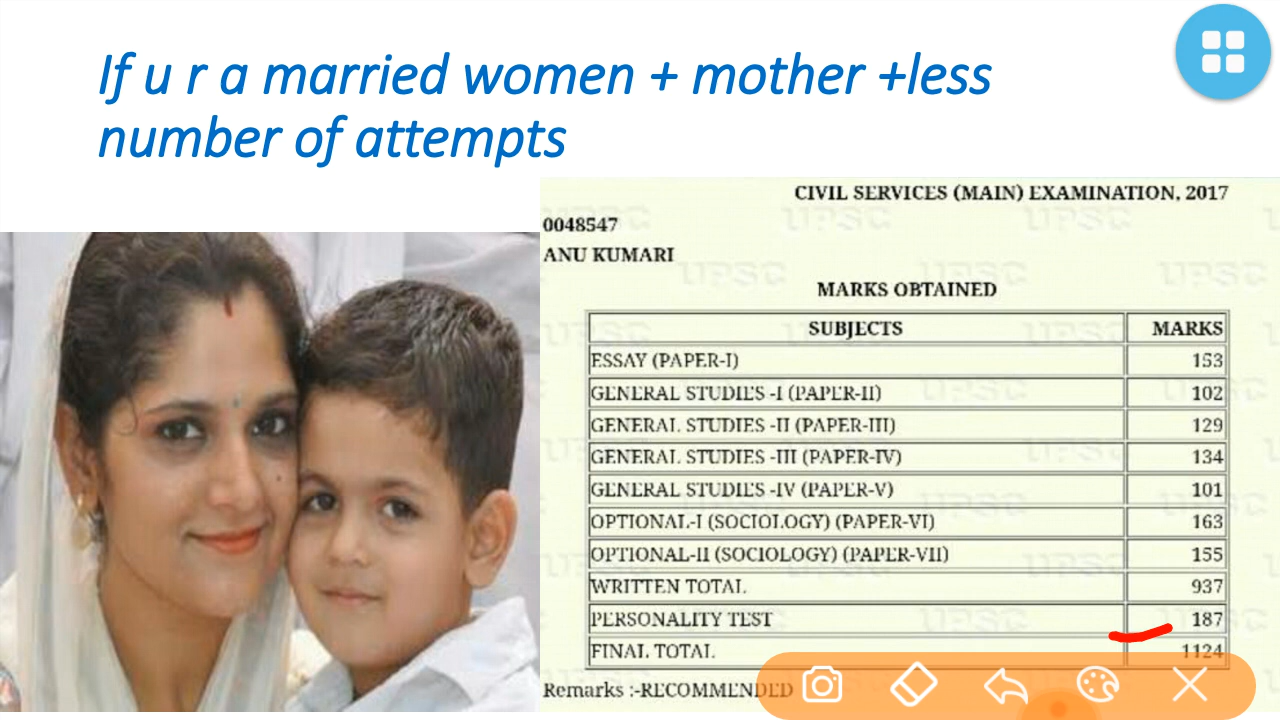 If u r a married women + mother +less
number of attempts
CIVIL SERVICES (MAIN) EXAMINATION, 2017
0048547
ANU KUMARI
MARKS OBTAINED
SUBJECTS MARKS
ESSAY (PAPER-I) 153
GENERAL STUDIES -I (PAPER-II) 102
GENERAL STUDIES -II (PAPER-III) 129
GENERAL STUDIES -III (PAPER-IV) 134
GENERAL STUDIES -IV (PAPER-V) 101
OPTIONAL-I (SOCIOLOGY) (PAPER-VI) 163
OPTIONAL-II (SOCIOLOGY) (PAPER-VII) 155
WRITTEN TOTAL 937
PERSONALITY TEST 187
FINAL TOTAL 1124
Remarks :-RECOMMENDED